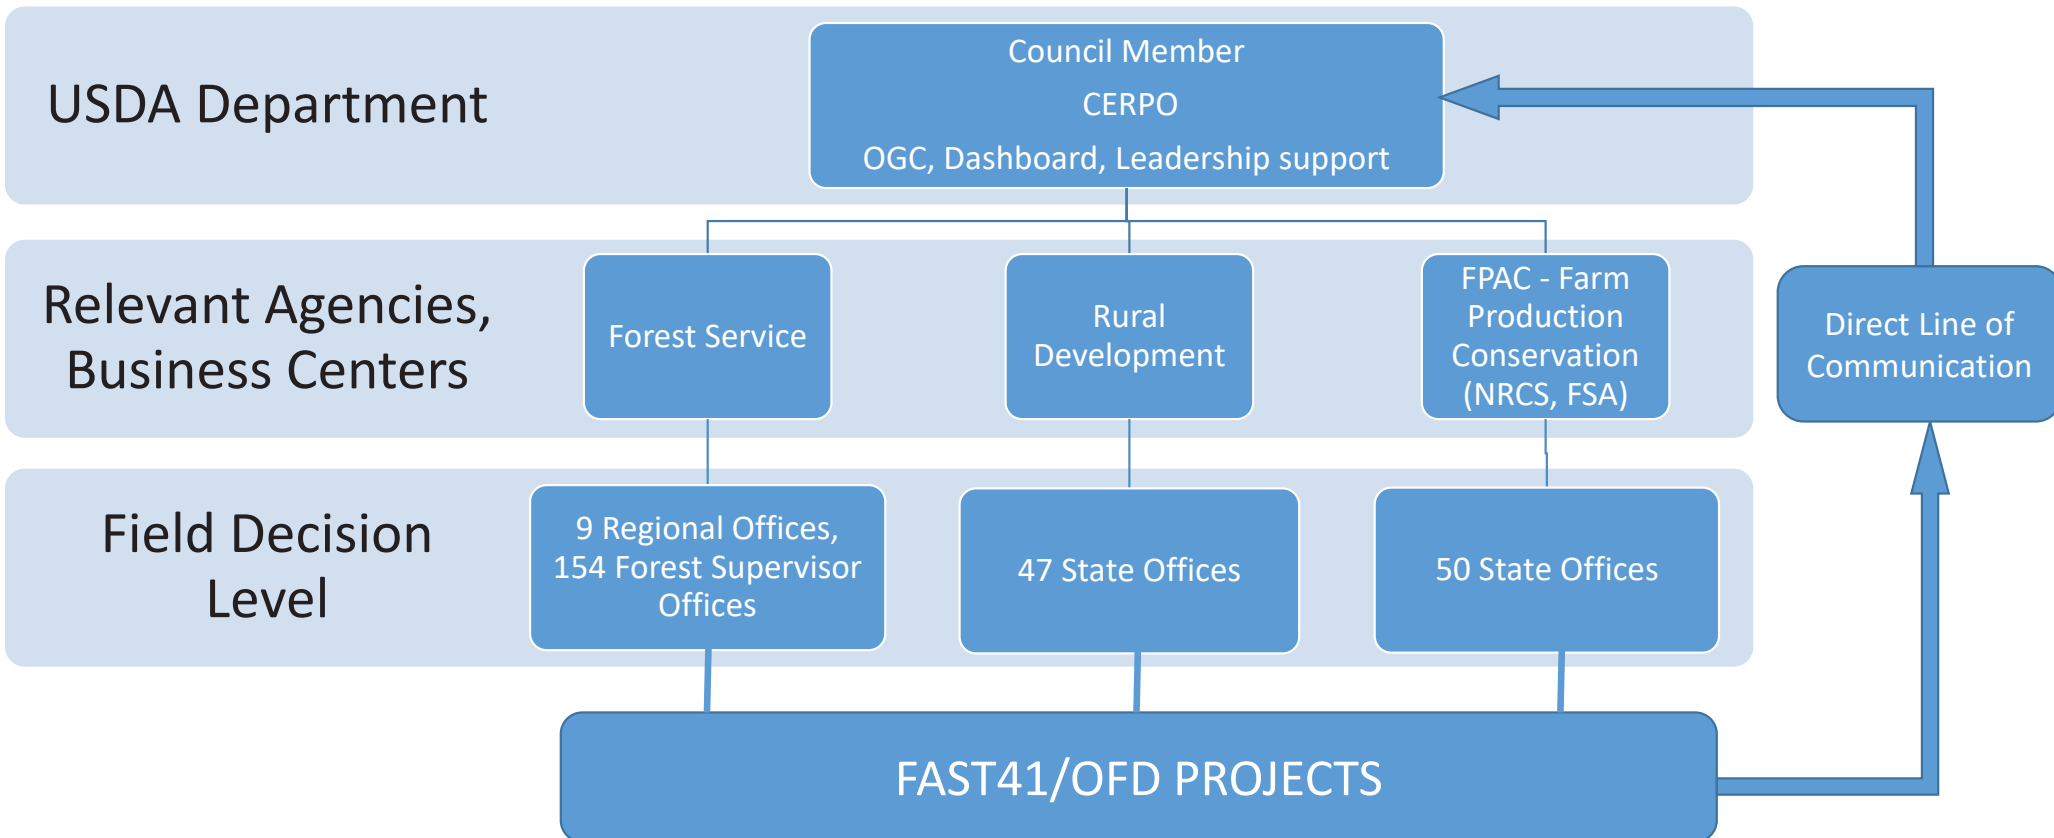 USDA Department
Council Member
CERPO
OGC, Dashboard, Leadership support
Relevant Agencies,
Business Centers
Forest Service
Rural
Development
FPAC - Farm
Production
Conservation
(NRCS, FSA)
Direct Line of
Communication
Field Decision
Level
9 Regional Offices,
154 Forest Supervisor
Offices
47 State Offices
50 State Offices
FAST41/OFD PROJECTS